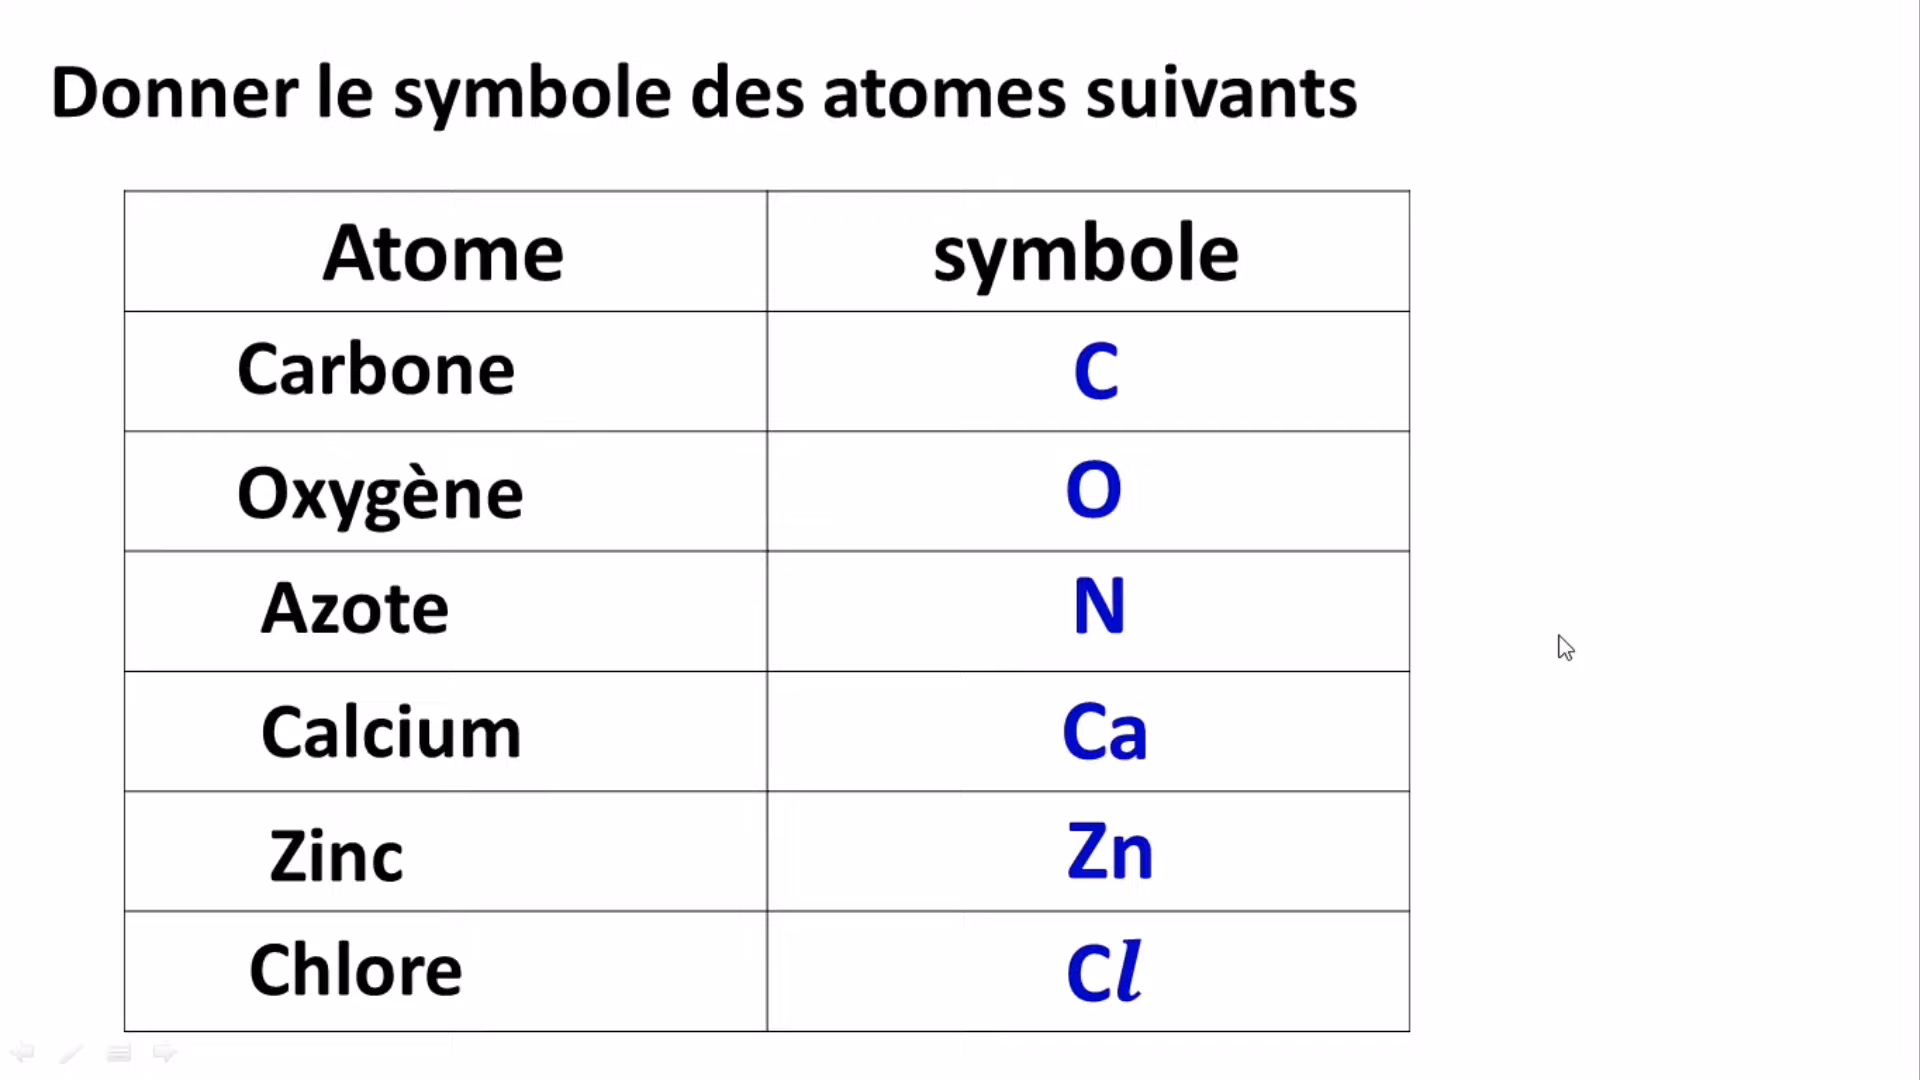 Donner le symbole des atomes suivants
Atome symbole
Carbone C
Oxygène O
Azote N
Calcium Ca
Zinc Zn
Chlore Cl